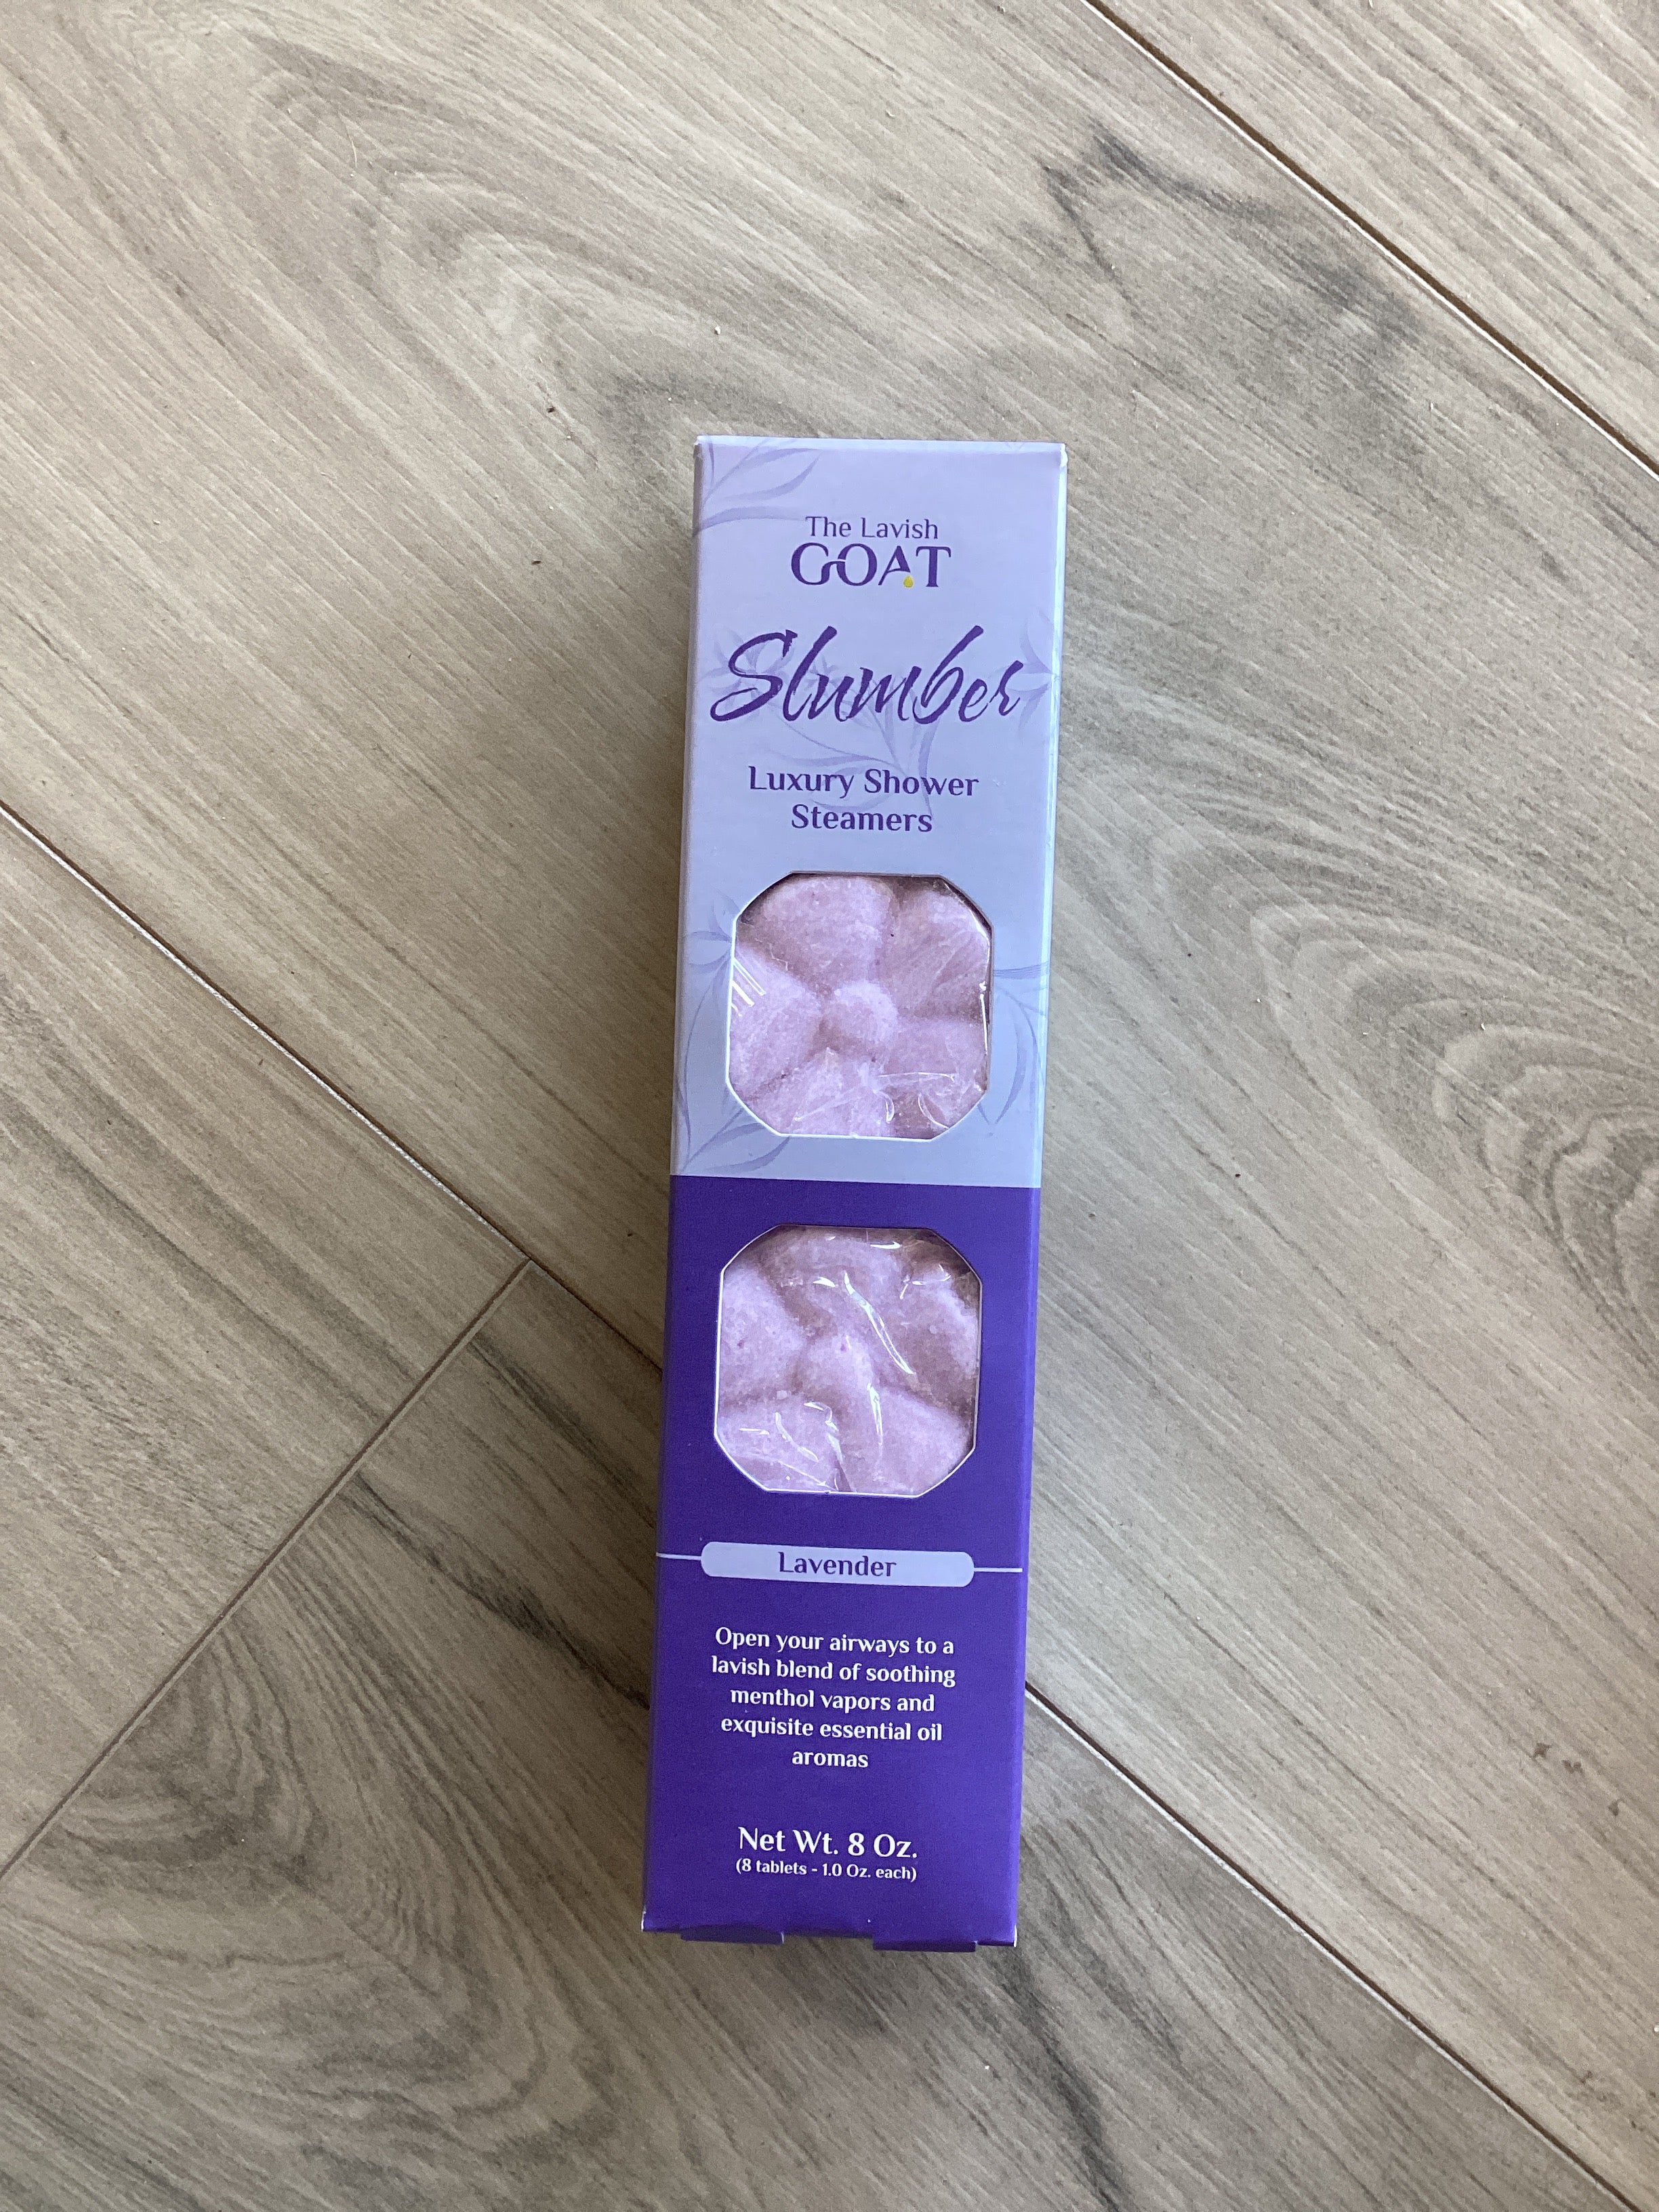 The Lavish
GOAT
Slumber
Luxury Shower
Steamers
Lavender
Open your airways to a
lavish blend of soothing
menthol vapors and
exquisite essential oil
aromas
Net Wt. 8 Oz.
(8 tablets - 1.0 Oz. each)